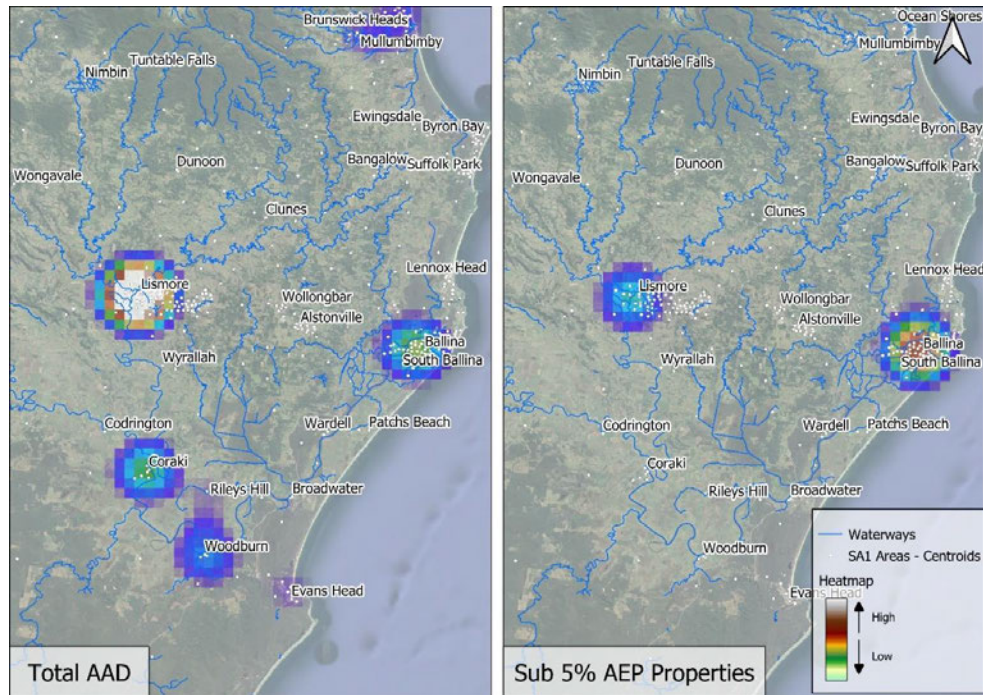 Brunswick Heads
Mullumbimby
Tuntable Falls
Nimbin
Ewingsdale
Byron Bay
Dunoon
Bangalow
Suffolk Park
Wongavale
Clunes
Lennox Head
Lismore
Wollongbar
Alstonville
Ballina
South Ballina
Wyrallah
Wardell
Patchs Beach
Codrington
Coraki
Rileys Hill
Broadwater
Woodburn
Evans Head
Total AAD
Ocean Shores
Mullumbimby
Tuntable Falls
Nimbin
Ewingsdale
Byron Bay
Dunoon
Bangalow
Suffolk Park
Wongavale
Clunes
Lennox Head
Lismore
Wollongbar
Alstonville
Ballina
South Ballina
Wyrallah
Wardell
Patchs Beach
Codrington
Coraki
Rileys Hill
Broadwater
Woodburn
Evans Head
Waterways
SA1 Areas - Centroids
Heatmap
High
Low
Sub 5% AEP Properties